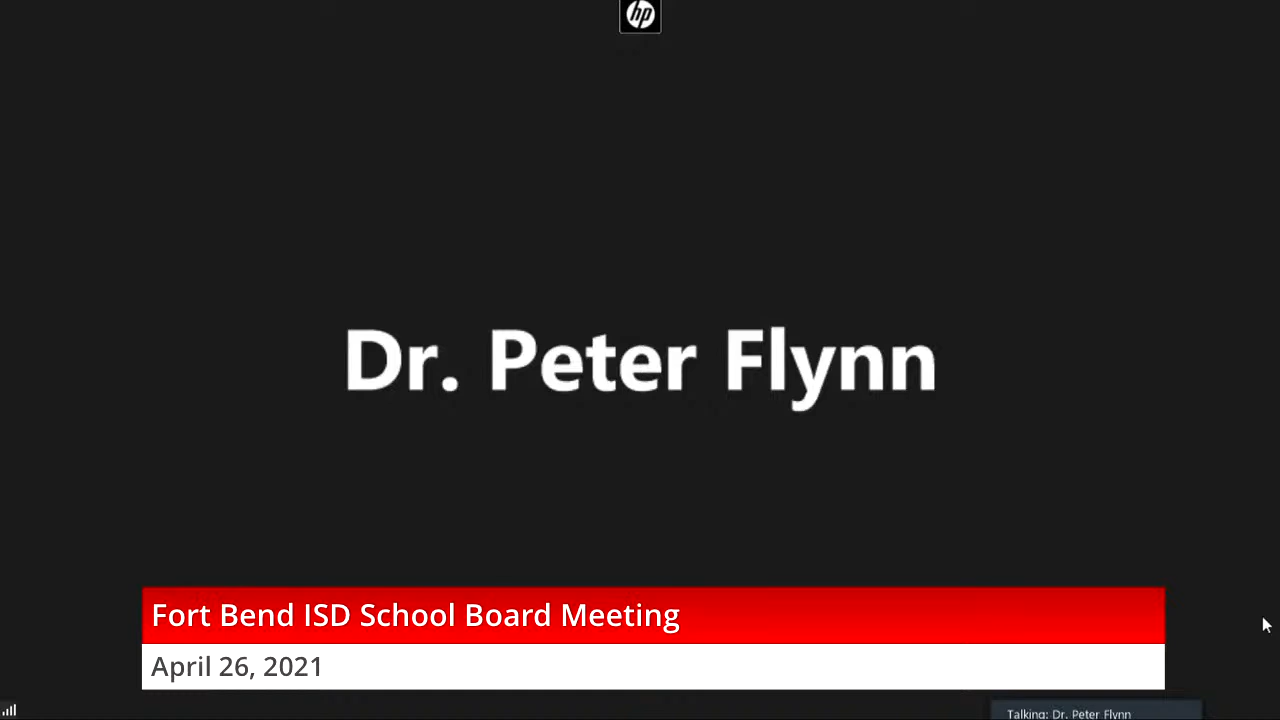 hp
Dr. Peter Flynn
Fort Bend ISD School Board Meeting
April 26, 2021
Talking: Dr. Peter Flynn